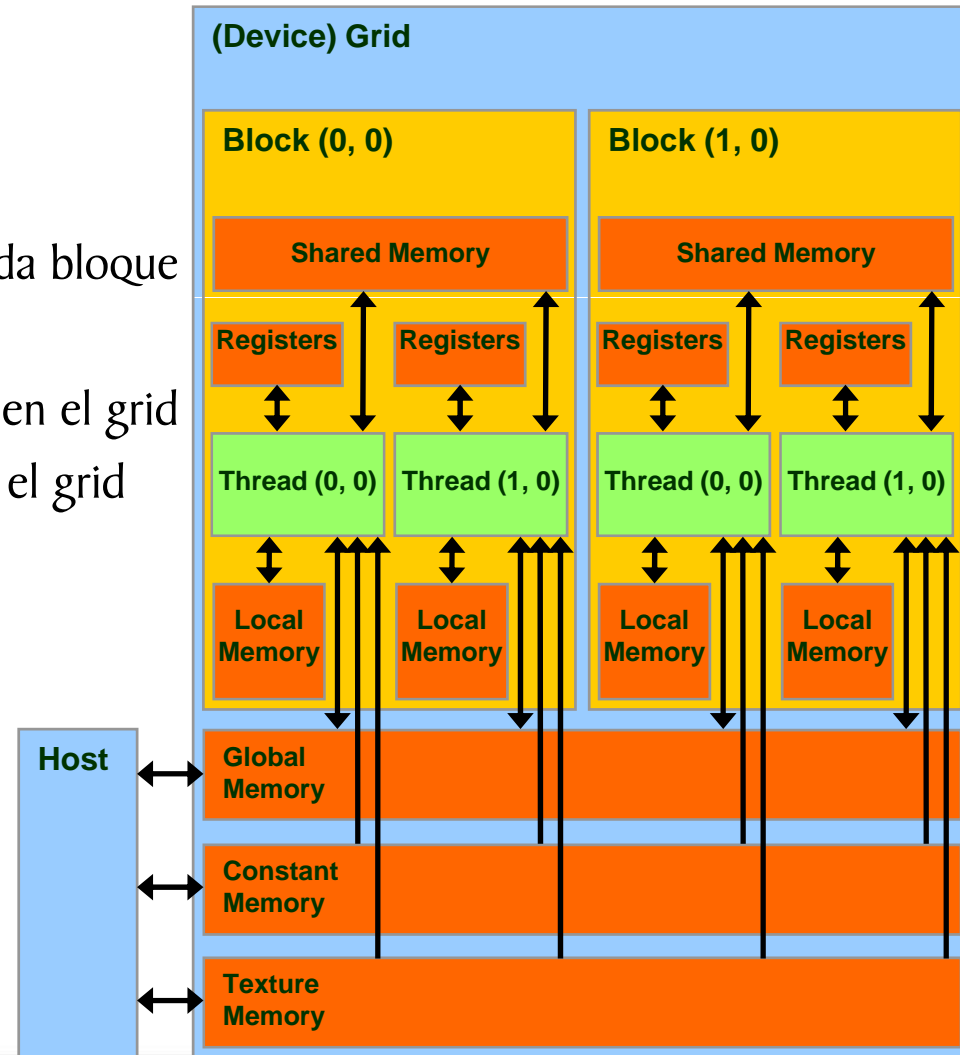 (Device) Grid
Block (0, 0)
Block (1, 0)
Shared Memory
Shared Memory
bloque
Registers
Registers
Registers
Registers
en el grid
el grid
Thread (0, 0)
Thread (1, 0)
Thread (0, 0)
Thread (1, 0)
Local
Memory
Local
Memory
Local
Memory
Local
Memory
Host
Global
Memory
Constant
Memory
Texture
Memory